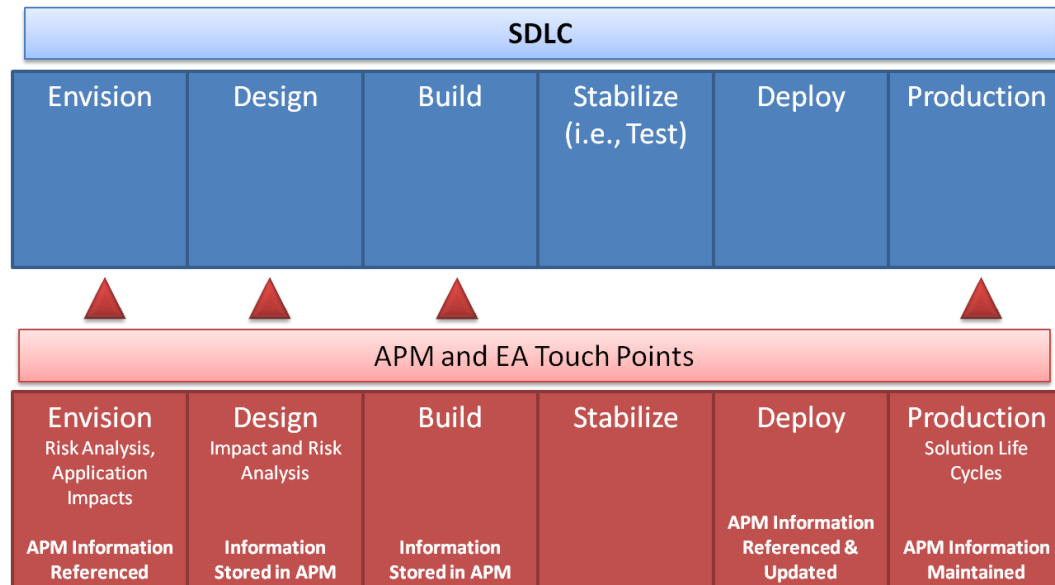 SDLC
Envision
Design
Build
Stabilize
(i.e., Test)
Deploy
Production
APM and EA Touch Points
Envision
Risk Analysis,
Application
Impacts
APM Information
Referenced
Design
Impact and Risk
Analysis
Information
Stored in APM
Build
Information
Stored in APM
Stabilize
Deploy
APM Information
Referenced &
Updated
Production
Solution Life
Cycles
APM Information
Maintained